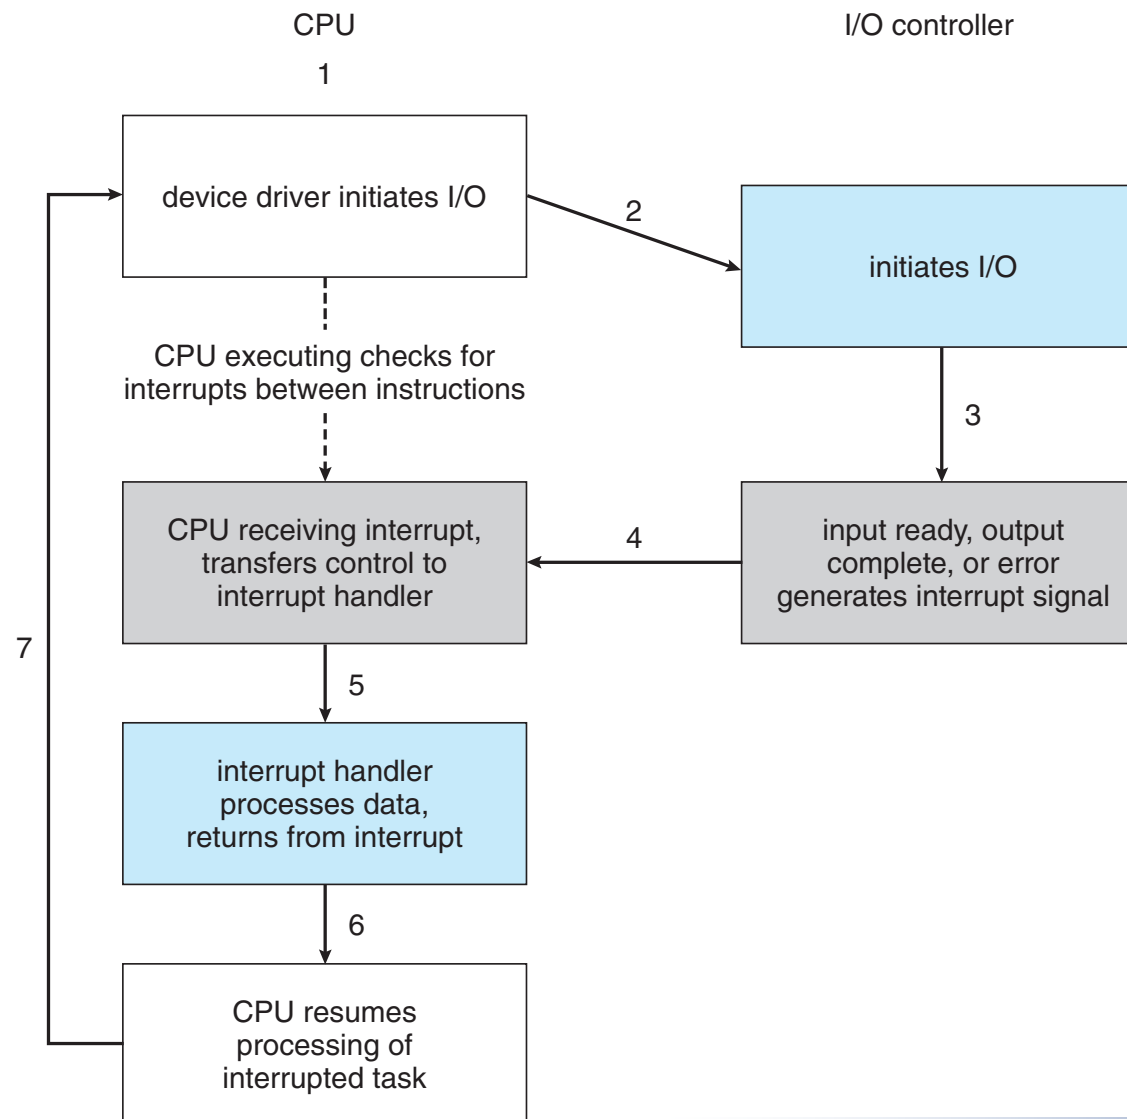 CPU
I/O controller
1
device driver initiates I/O
2
initiates I/O
CPU executing checks for
interrupts between instructions
3
CPU receiving interrupt,
transfers control to
interrupt handler
4
input ready, output
complete, or error
generates interrupt signal
7
5
interrupt handler
processes data,
returns from interrupt
6
CPU resumes
processing of
interrupted task